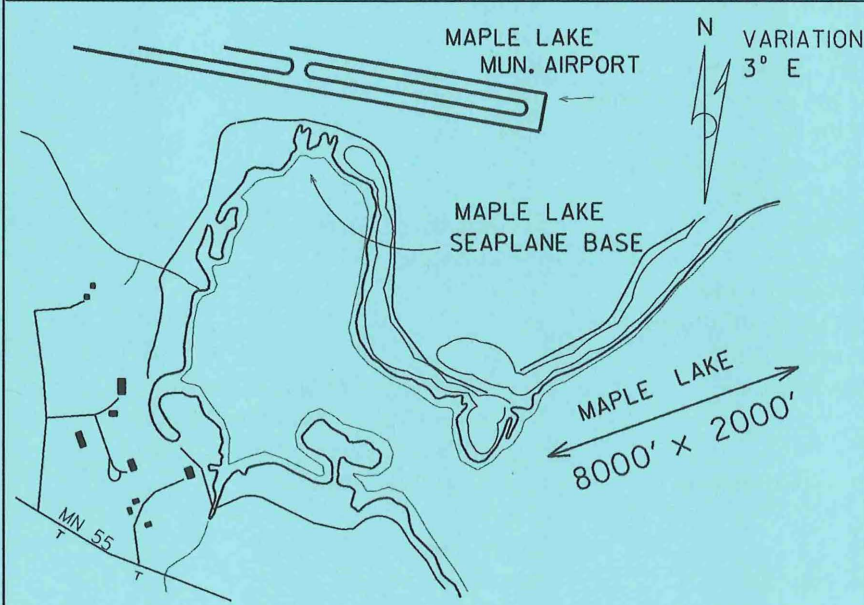 MAPLE LAKE
MUN. AIRPORT
N
VARIATION
3° E
MAPLE LAKE
SEAPLANE BASE
MAPLE LAKE
8000' × 2000'
MN 55
T
T